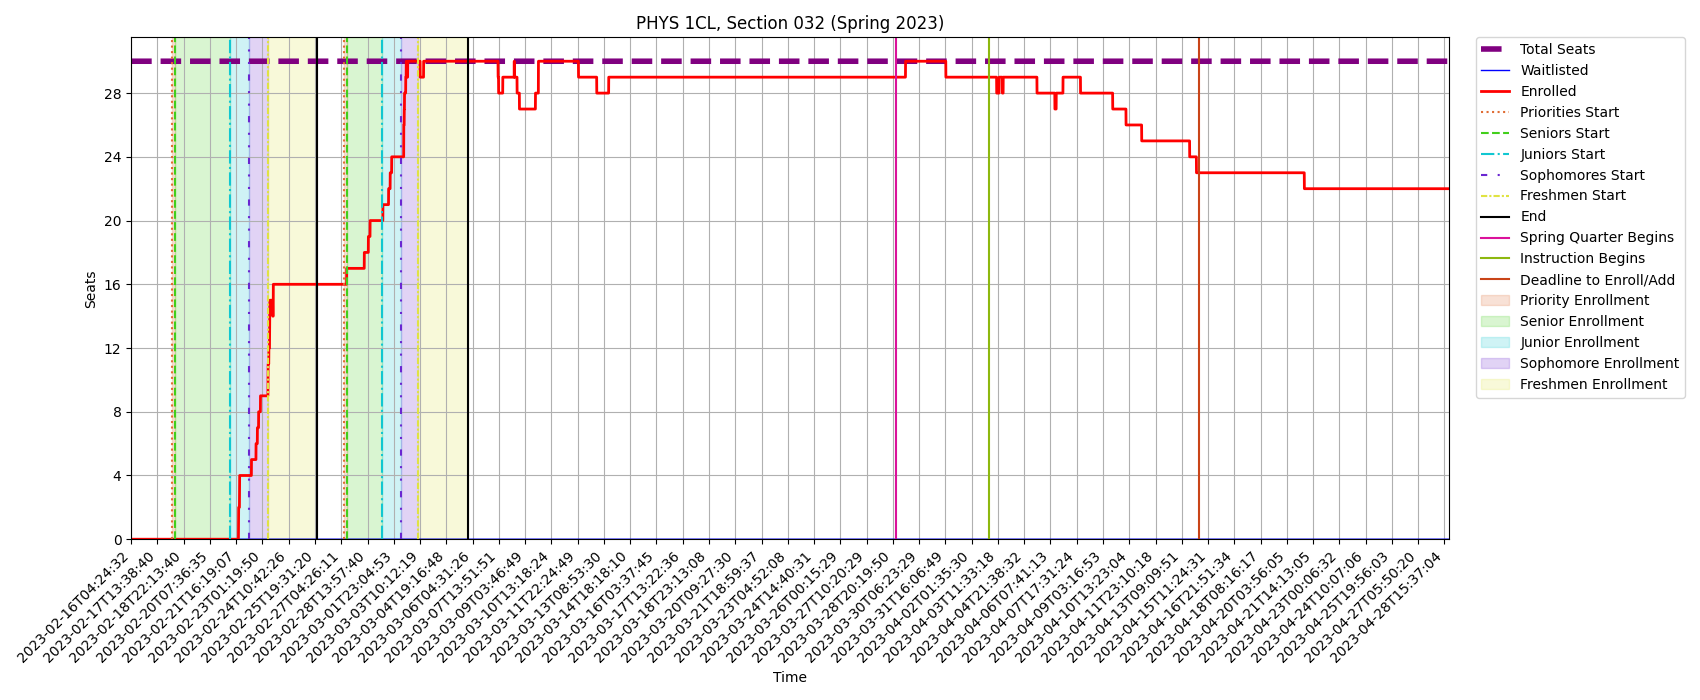 PHYS 1CL, Section 032 (Spring 2023)
Total Seats
Waitlisted
Enrolled
Priorities Start
Seniors Start
Juniors Start
Sophomores Start
Freshmen Start
End
Spring Quarter Begins
Instruction Begins
Deadline to Enroll/Add
Priority Enrollment
Senior Enrollment
Junior Enrollment
Sophomore Enrollment
Freshmen Enrollment
Seats
28
24
20
16
12
8
4
0
2023-02-16T04:24:32
2023-02-17T13:38:40
2023-02-18T22:13:40
2023-02-20T07:36:35
2023-02-21T16:19:07
2023-02-23T01:19:50
2023-02-24T10:42:26
2023-02-25T19:31:20
2023-02-27T04:26:11
2023-02-28T13:57:40
2023-03-01T23:04:53
2023-03-03T10:12:19
2023-03-04T19:16:48
2023-03-06T04:31:26
2023-03-07T13:51:51
2023-03-09T03:46:49
2023-03-10T13:18:24
2023-03-11T22:24:49
2023-03-13T08:53:30
2023-03-14T18:18:10
2023-03-16T03:37:45
2023-03-17T13:22:36
2023-03-18T23:13:08
2023-03-20T09:27:30
2023-03-21T18:59:37
2023-03-23T04:52:08
2023-03-24T14:40:31
2023-03-26T00:15:29
2023-03-27T10:20:29
2023-03-28T20:19:50
2023-03-30T06:23:29
2023-03-31T16:06:49
2023-04-02T01:35:30
2023-04-03T11:33:18
2023-04-04T21:38:32
2023-04-06T07:41:13
2023-04-07T17:31:24
2023-04-09T03:16:53
2023-04-10T13:23:04
2023-04-11T23:10:18
2023-04-13T09:09:51
2023-04-15T11:24:31
2023-04-16T21:51:34
2023-04-18T08:16:17
2023-04-20T03:56:05
2023-04-21T14:13:05
2023-04-23T00:06:32
2023-04-24T10:07:06
2023-04-25T19:56:03
2023-04-27T05:50:20
2023-04-28T15:37:04
Time